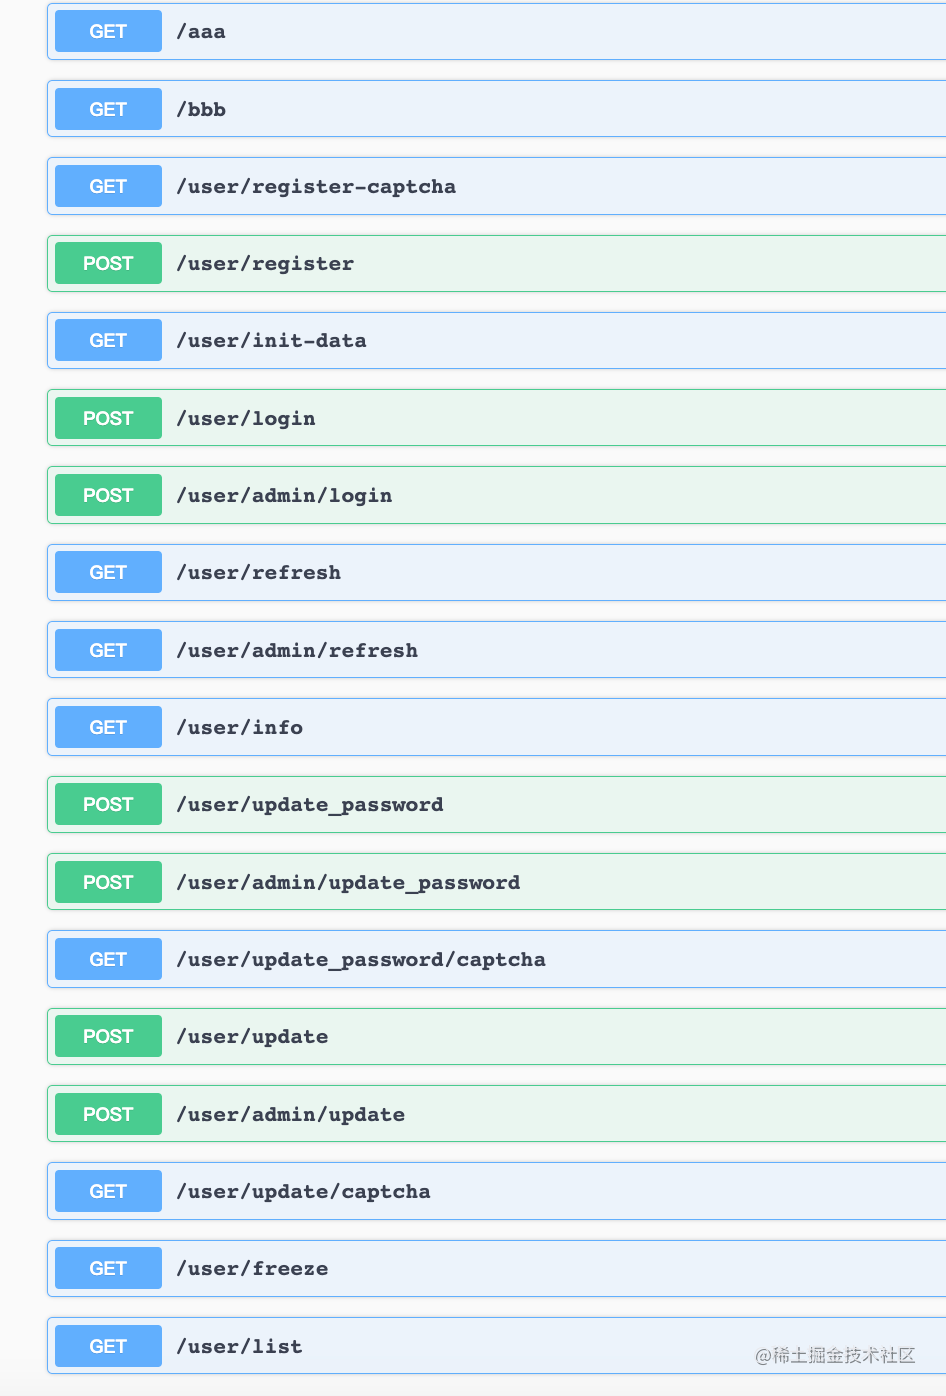 GET /aaa
GET /bbb
GET /user/register-captcha
POST /user/register
GET /user/init-data
POST /user/login
POST /user/admin/login
GET /user/refresh
GET /user/admin/refresh
GET /user/info
POST /user/update_password
POST /user/admin/update_password
GET /user/update_password/captcha
POST /user/update
POST /user/admin/update
GET /user/update/captcha
GET /user/freeze
GET /user/list
@稀土掘金技术社区